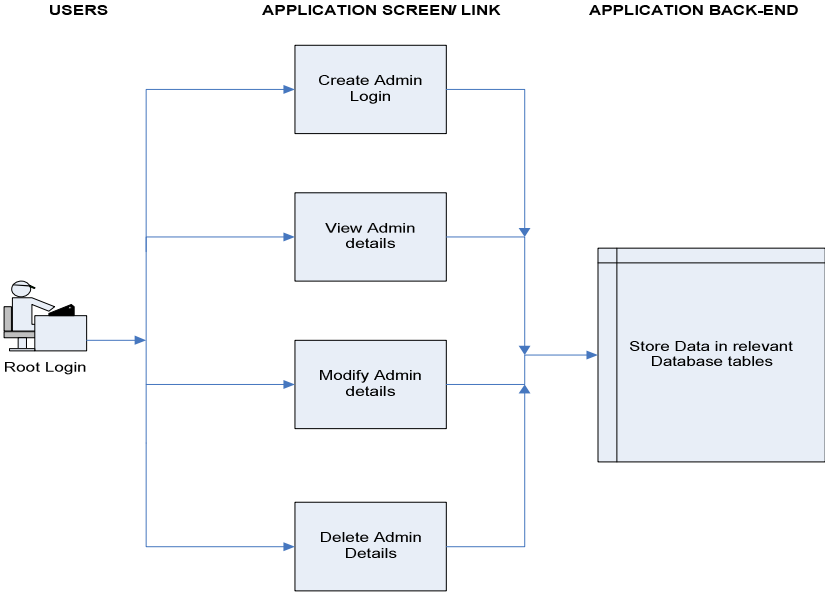 USERS
APPLICATION SCREEN/ LINK
APPLICATION BACK-END
Create Admin
Login
View Admin
details
Root Login
Modify Admin
details
Delete Admin
Details
Store Data in relevant
Database tables